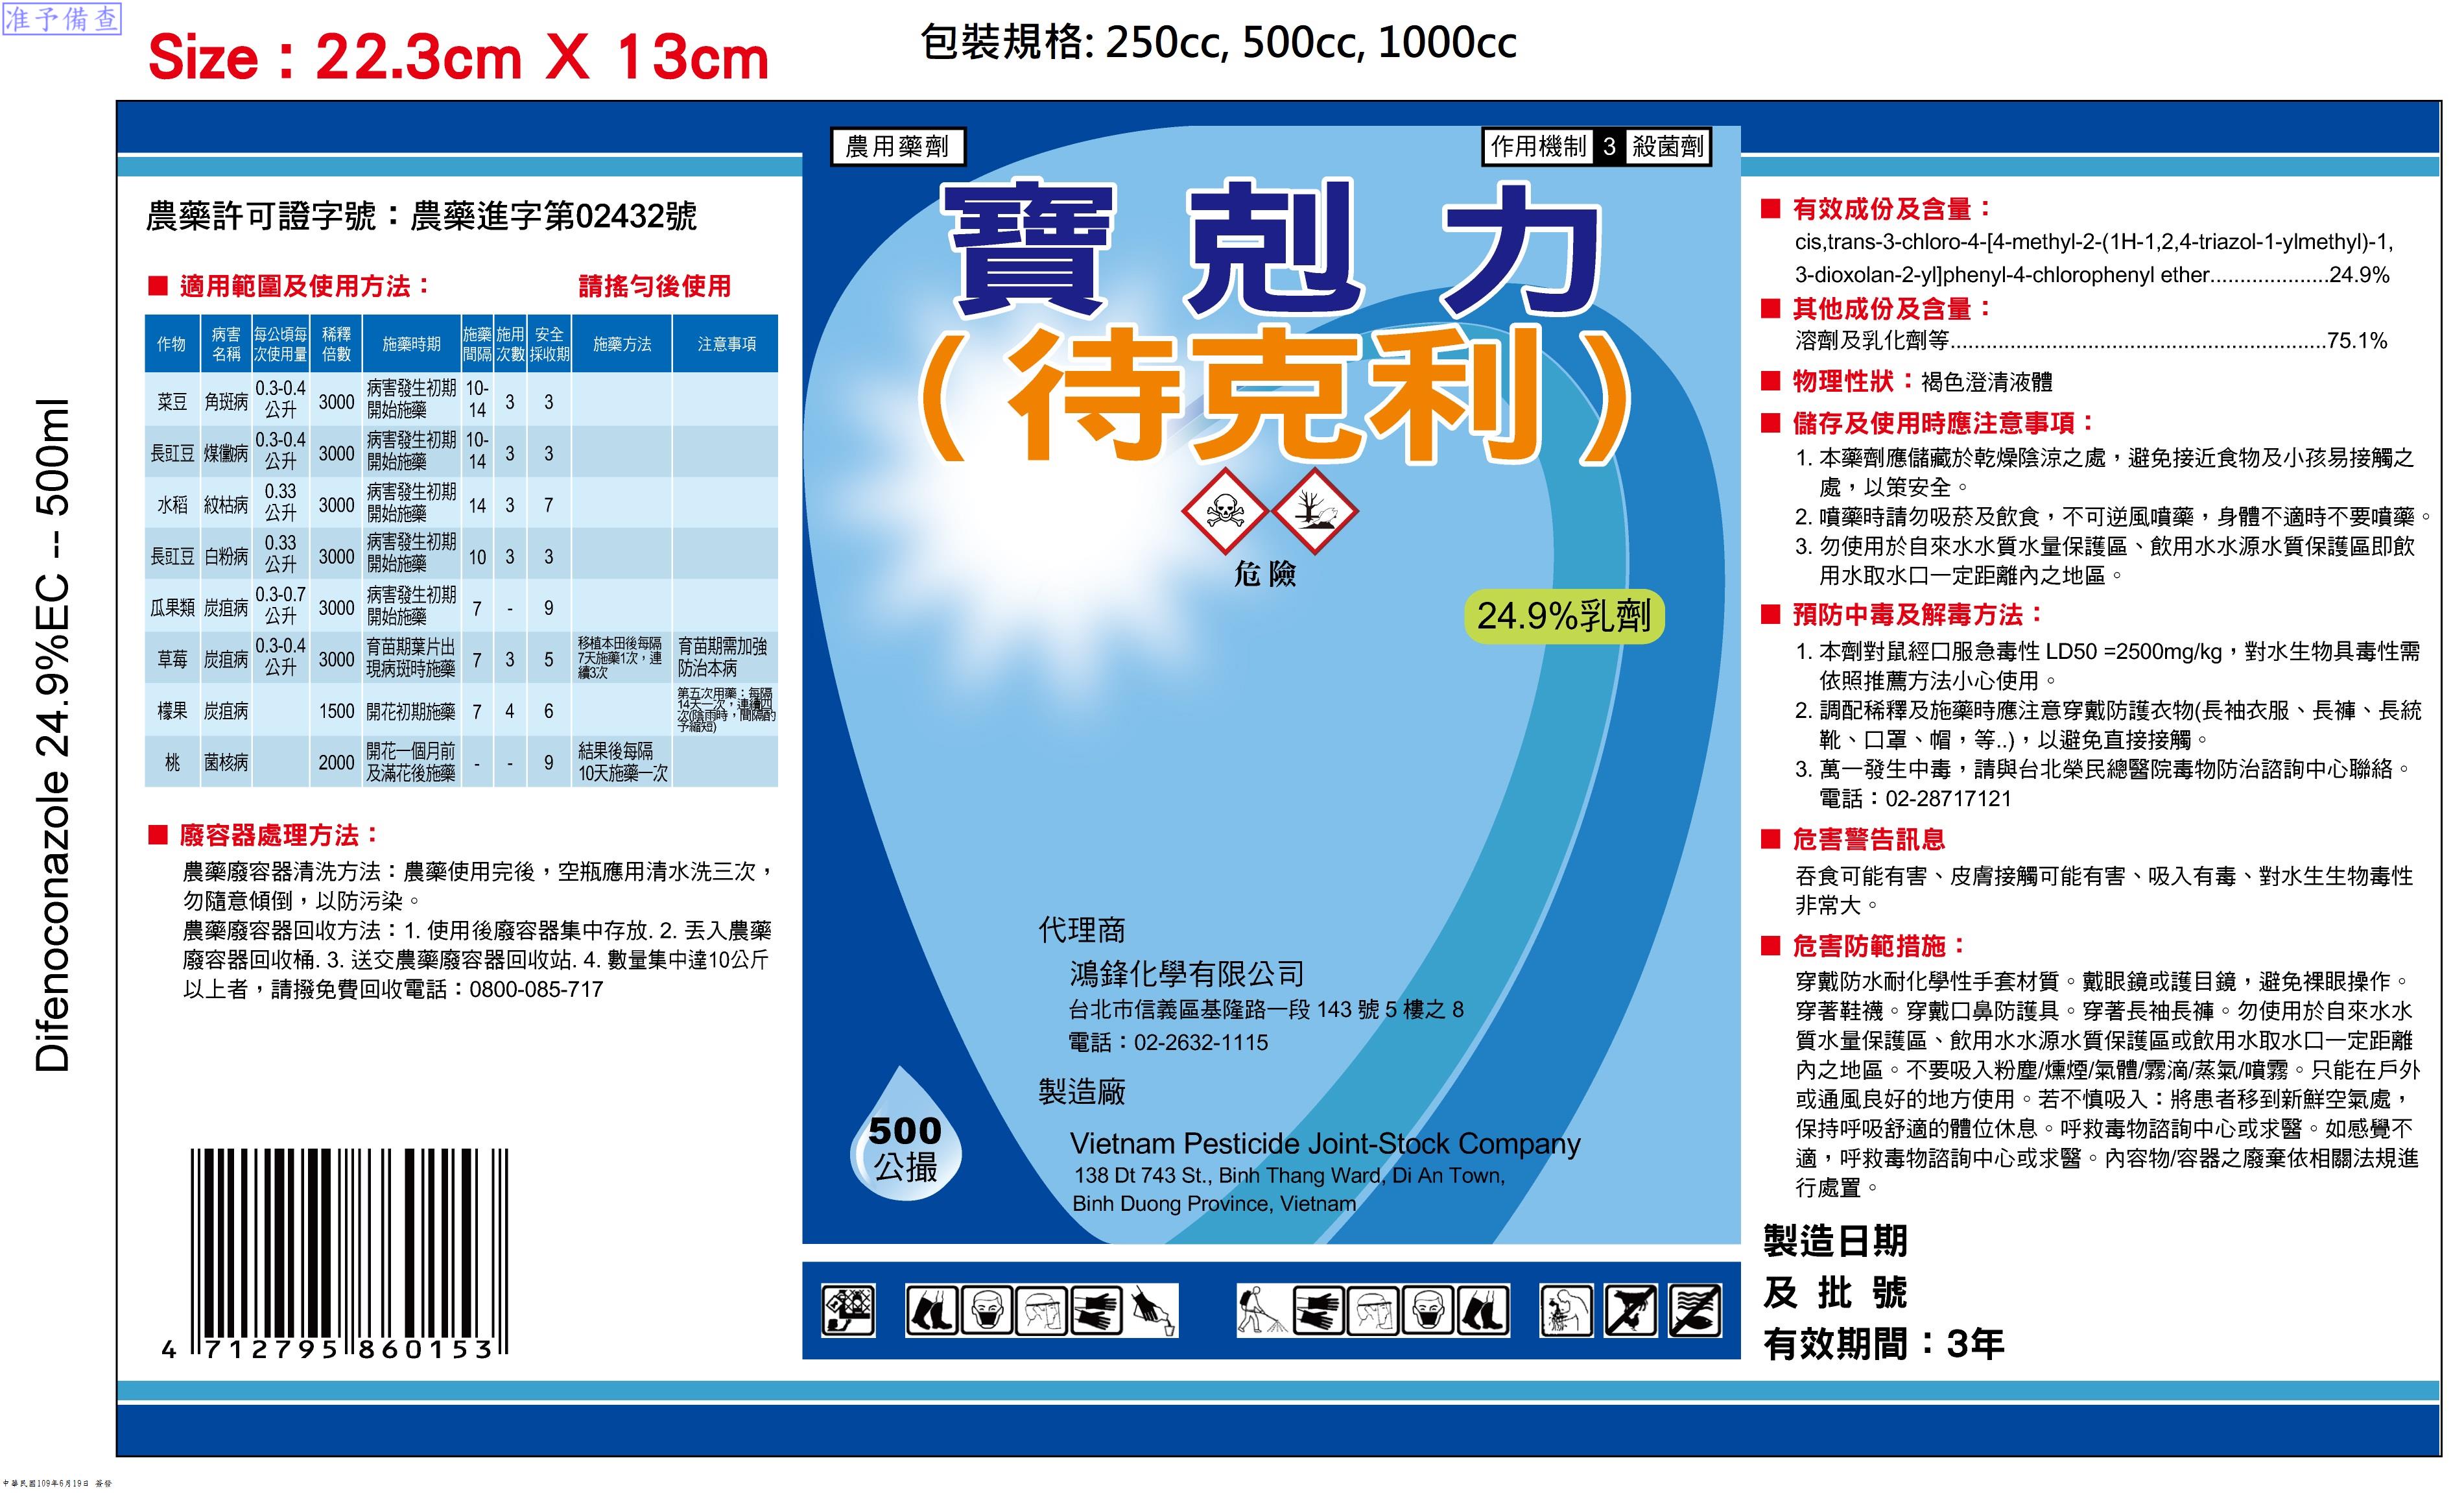 准予備查
Size : 22.3cm X 13cm
包裝規格: 250cc, 500cc, 1000cc
Difenoconazole 24.9%EC -- 500ml
農藥許可證字號：農藥進字第02432號
■ 適用範圍及使用方法： 請搖勻後使用
作物 病害名稱 每公頃每次使用量 稀釋倍數 施藥時期 施藥間隔 施用次數 安全採收期 施藥方法 注意事項
菜豆 角斑病 0.3-0.4公升 3000 病害發生初期開始施藥 10-14 3 3
長豇豆 煤黴病 0.3-0.4公升 3000 病害發生初期開始施藥 10-14 3 3
水稻 紋枯病 0.33公升 3000 病害發生初期開始施藥 14 3 7
長豇豆 白粉病 0.33公升 3000 病害發生初期開始施藥 10 3 3
瓜果類 炭疽病 0.3-0.7公升 3000 病害發生初期開始施藥 7 - 9
草莓 炭疽病 0.3-0.4公升 3000 育苗期葉片出現病斑時施藥 7 3 5 移植本田後每隔7天施藥1次，連續3次 育苗期需加強防治本病
檬果 炭疽病 1500 開花初期施藥 7 4 6 第五次用藥：每隔14天一次，連續四次(陰雨時，間隔酌予縮短)
桃 菌核病 2000 開花一個月前及滿花後施藥 - - 9 結果後每隔10天施藥一次
■ 廢容器處理方法：
農藥廢容器清洗方法：農藥使用完後，空瓶應用清水洗三次，
勿隨意傾倒，以防污染。
農藥廢容器回收方法：1. 使用後廢容器集中存放. 2. 丟入農藥
廢容器回收桶. 3. 送交農藥廢容器回收站. 4. 數量集中達10公斤
以上者，請撥免費回收電話：0800-085-717
4 712795 860153
農用藥劑
作用機制 3 殺菌劑
寶剋力
（待克利）
危險
24.9%乳劑
代理商
鴻鋒化學有限公司
台北市信義區基隆路一段 143 號 5 樓之 8
電話：02-2632-1115
製造廠
Vietnam Pesticide Joint-Stock Company
138 Dt 743 St., Binh Thang Ward, Di An Town,
Binh Duong Province, Vietnam
500
公撮
■ 有效成份及含量：
cis,trans-3-chloro-4-[4-methyl-2-(1H-1,2,4-triazol-1-ylmethyl)-1,
3-dioxolan-2-yl]phenyl-4-chlorophenyl ether....................24.9%
■ 其他成份及含量：
溶劑及乳化劑等................................................................75.1%
■ 物理性狀：褐色澄清液體
■ 儲存及使用時應注意事項：
1. 本藥劑應儲藏於乾燥陰涼之處，避免接近食物及小孩易接觸之
處，以策安全。
2. 噴藥時請勿吸菸及飲食，不可逆風噴藥，身體不適時不要噴藥。
3. 勿使用於自來水水質水量保護區、飲用水水源水質保護區即飲
用水取水口一定距離內之地區。
■ 預防中毒及解毒方法：
1. 本劑對鼠經口服急毒性 LD50 =2500mg/kg，對水生物具毒性需
依照推薦方法小心使用。
2. 調配稀釋及施藥時應注意穿戴防護衣物(長袖衣服、長褲、長統
靴、口罩、帽，等..)，以避免直接接觸。
3. 萬一發生中毒，請與台北榮民總醫院毒物防治諮詢中心聯絡。
電話：02-28717121
■ 危害警告訊息
吞食可能有害、皮膚接觸可能有害、吸入有毒、對水生生物毒性
非常大。
■ 危害防範措施：
穿戴防水耐化學性手套材質。戴眼鏡或護目鏡，避免裸眼操作。
穿著鞋襪。穿戴口鼻防護具。穿著長袖長褲。勿使用於自來水水
質水量保護區、飲用水水源水質保護區或飲用水取水口一定距離
內之地區。不要吸入粉塵/燻煙/氣體/霧滴/蒸氣/噴霧。只能在戶外
或通風良好的地方使用。若不慎吸入：將患者移到新鮮空氣處，
保持呼吸舒適的體位休息。呼救毒物諮詢中心或求醫。如感覺不
適，呼救毒物諮詢中心或求醫。內容物/容器之廢棄依相關法規進
行處置。
製造日期
及 批 號
有效期間：3年
中華民國109年6月19日 簽發